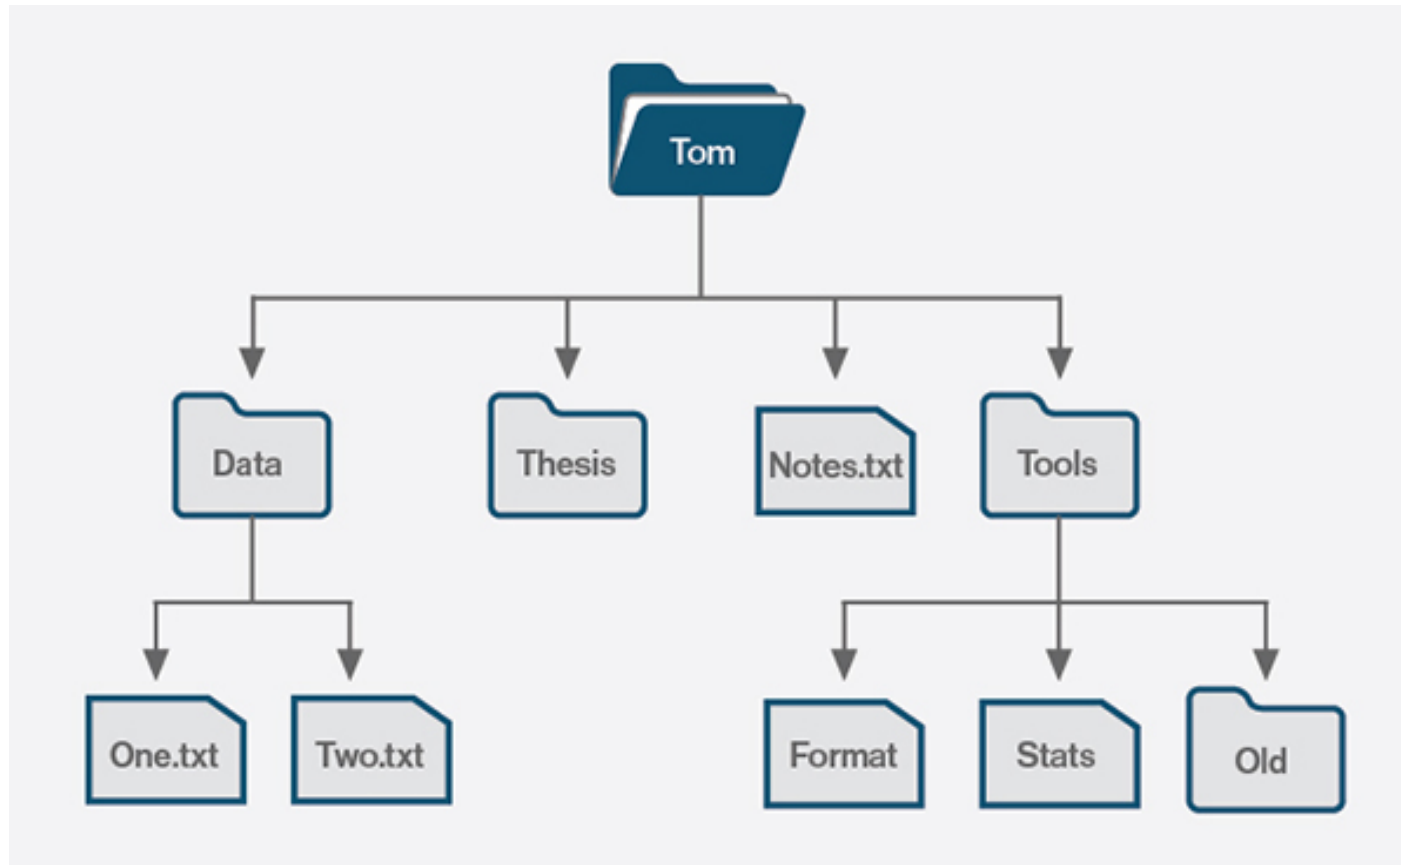 Tom
Data
Thesis
Notes.txt
Tools
One.txt
Two.txt
Format
Stats
Old